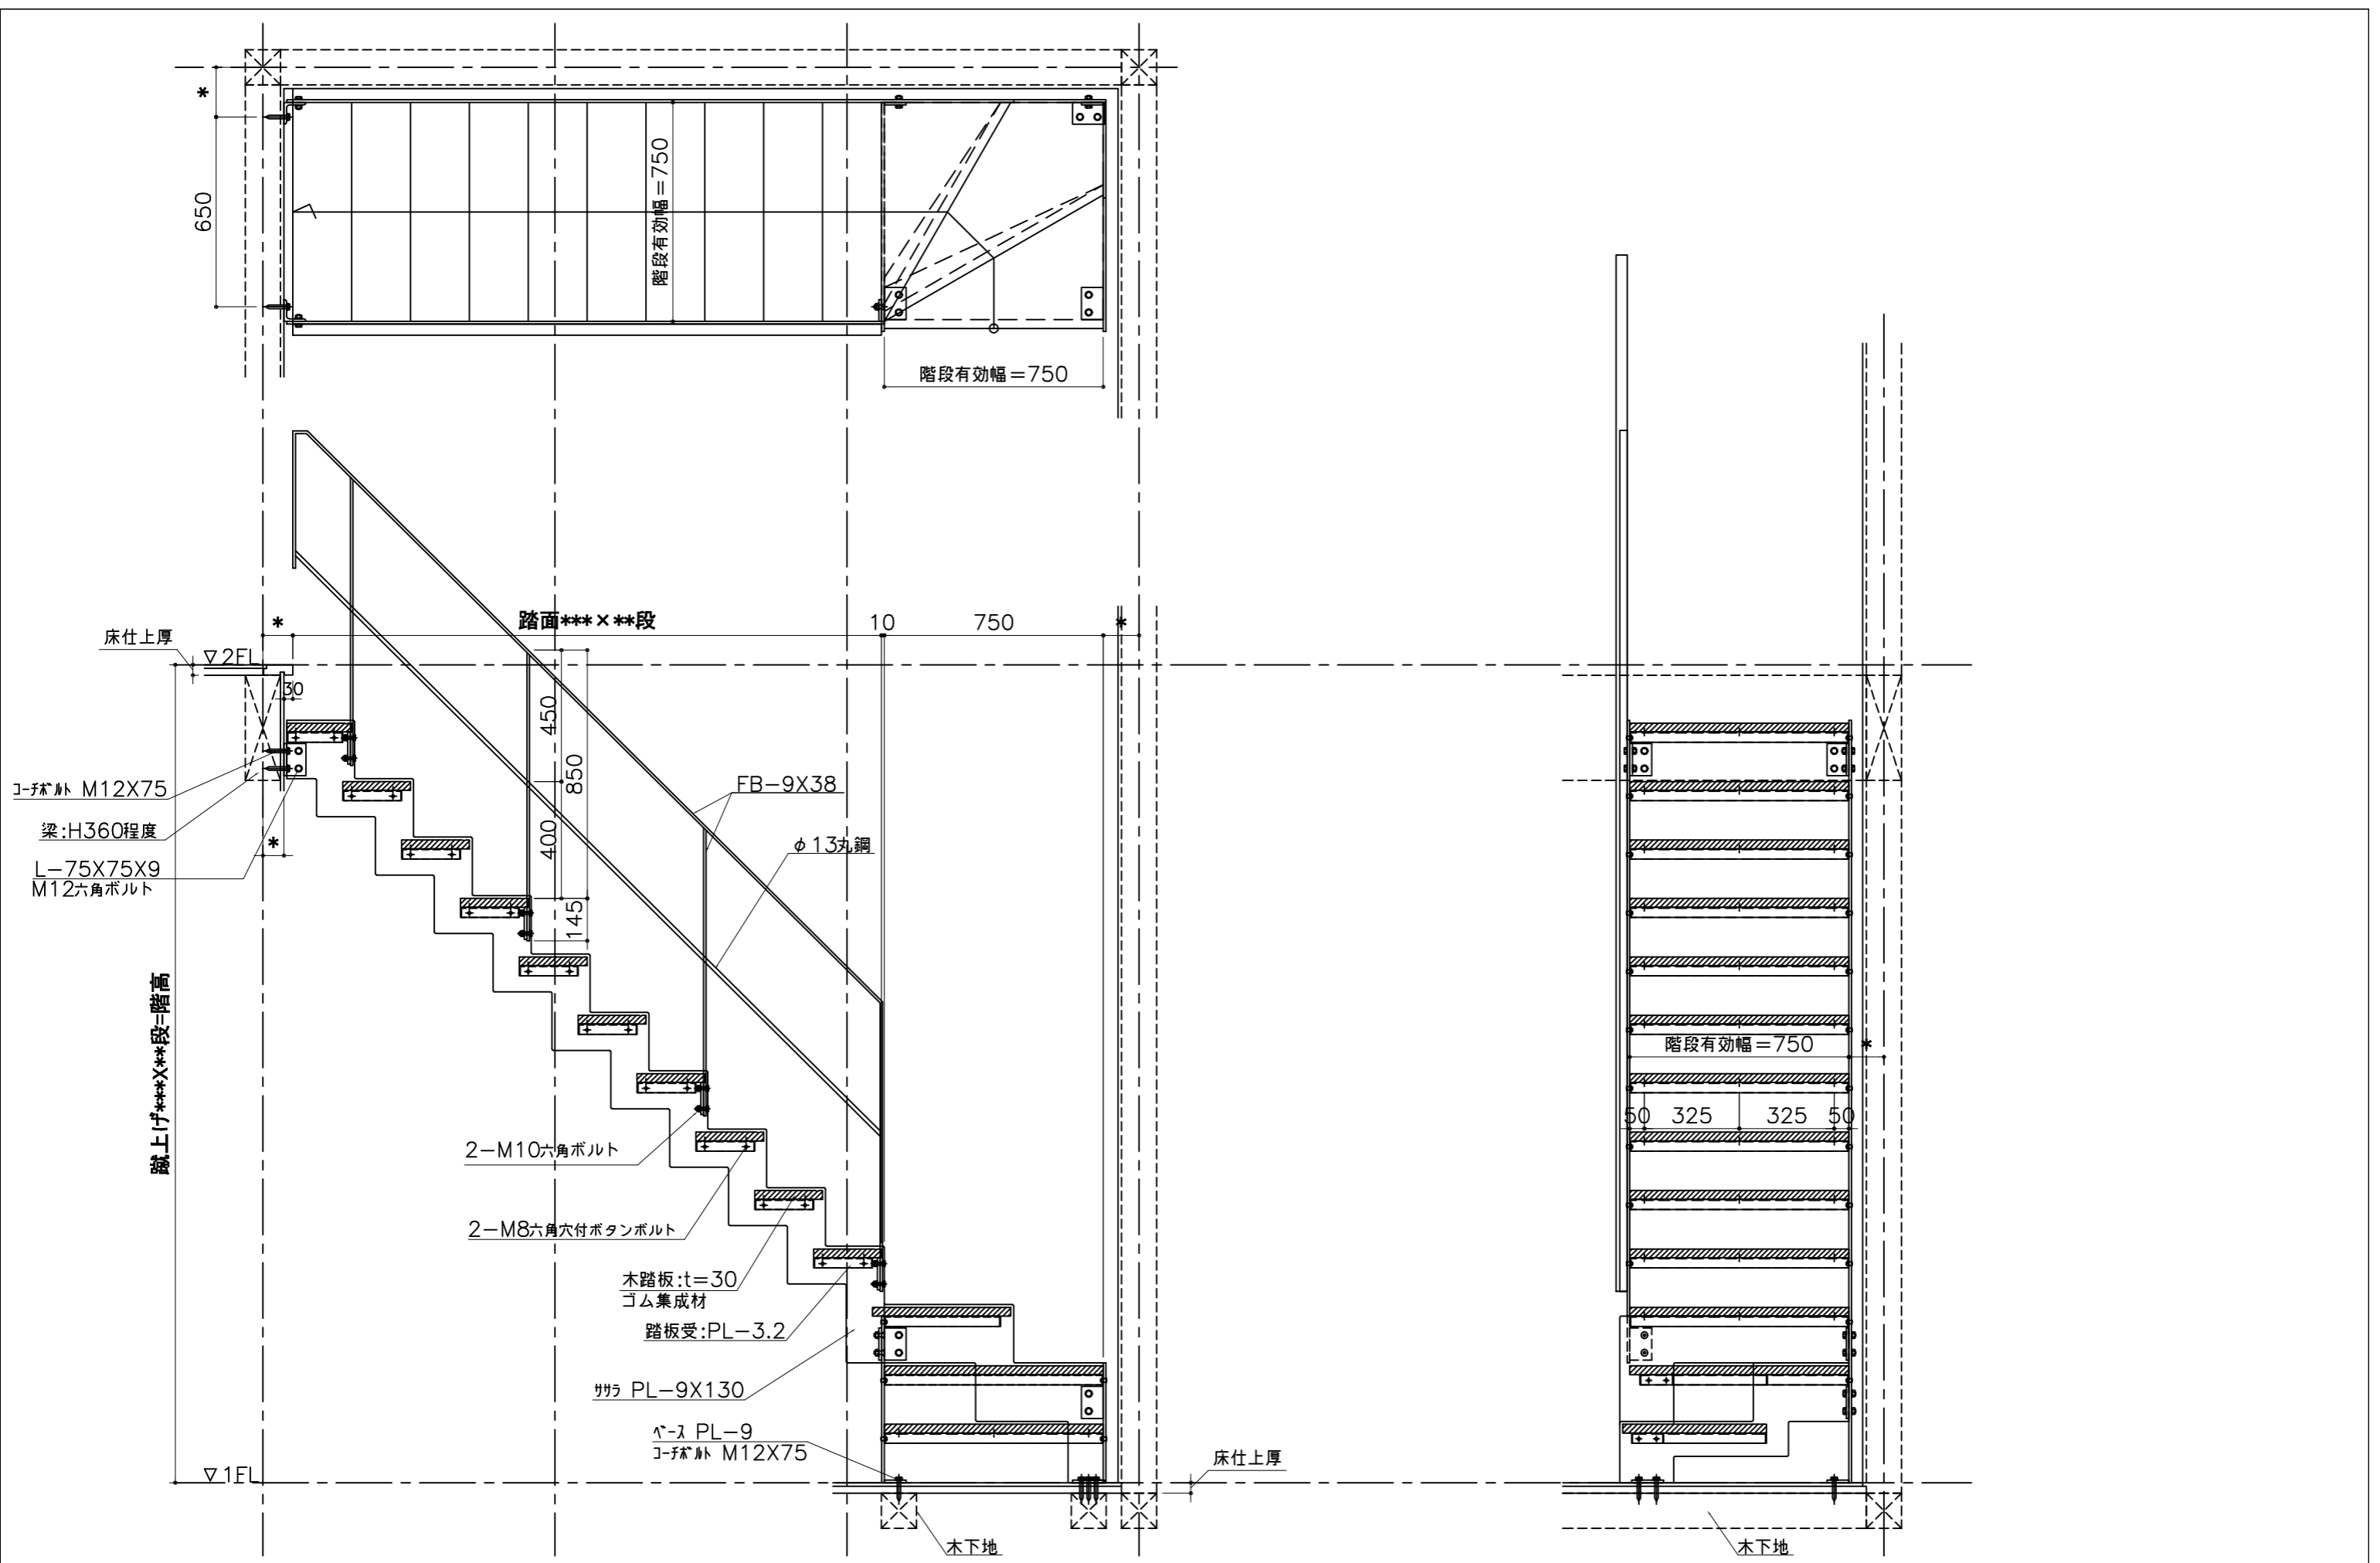 *
650
階段有効幅=750
階段有効幅=750
*
踏面***×**段
10
750
*
床仕上厚
▽2FL
30
450
850
400
145
FB-9X38
φ13丸鋼
コーチボルト M12X75
梁:H360程度
*
L-75X75X9
M12六角ボルト
蹴上げ***X**段=階高
2-M10六角ボルト
2-M8六角穴付ボタンボルト
木踏板:t=30
ゴム集成材
踏板受:PL-3.2
ササラ PL-9X130
ベース PL-9
コーチボルト M12X75
▽1FL
床仕上厚
木下地
階段有効幅=750
*
50
325
325
50
木下地